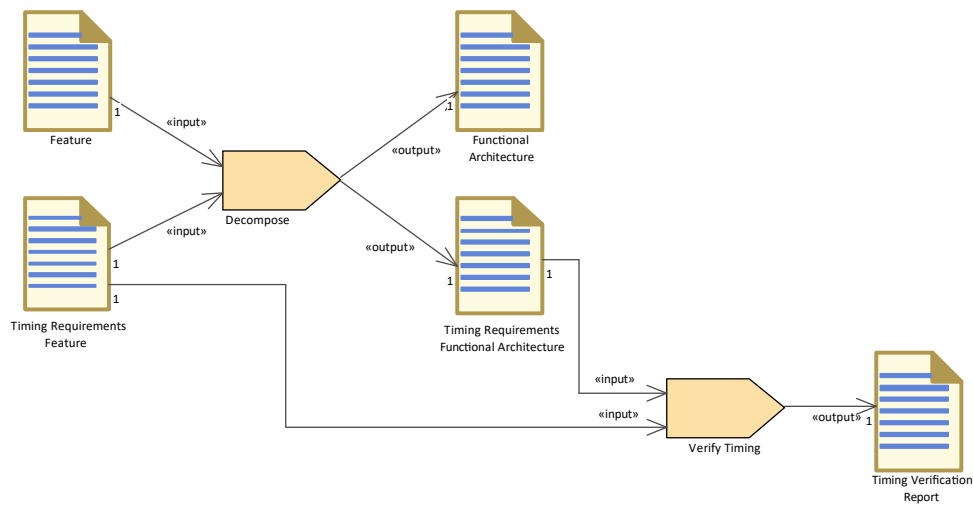 1
«input»
Feature
1
«output»
Functional
Architecture
Decompose
«input»
1
1
Timing Requirements
Feature
«output»
1
1
Timing Requirements
Functional Architecture
«input»
«input»
Verify Timing
«output»
1
Timing Verification
Report